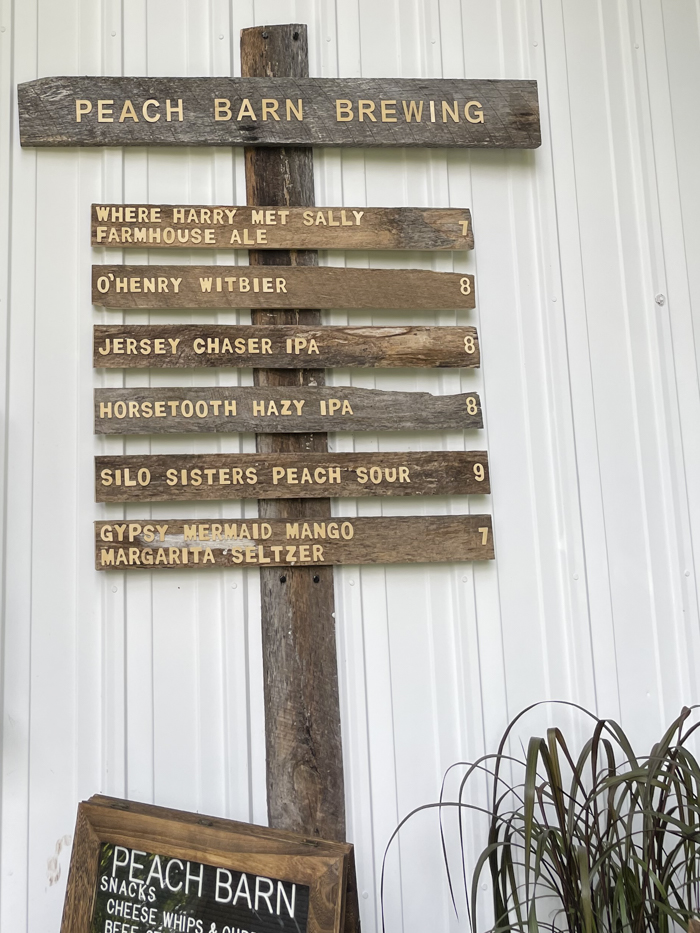 PEACH BARN BREWING
WHERE HARRY MET SALLY 7
FARMHOUSE ALE
O'HENRY WITBIER 8
JERSEY CHASER IPA 8
HORSETOOTH HAZY IPA 8
SILO SISTERS PEACH SOUR 9
GYPSY MERMAID MANGO 7
MARGARITA SELTZER
PEACH BARN
SNACKS
CHEESE WHIPS &
BEEF